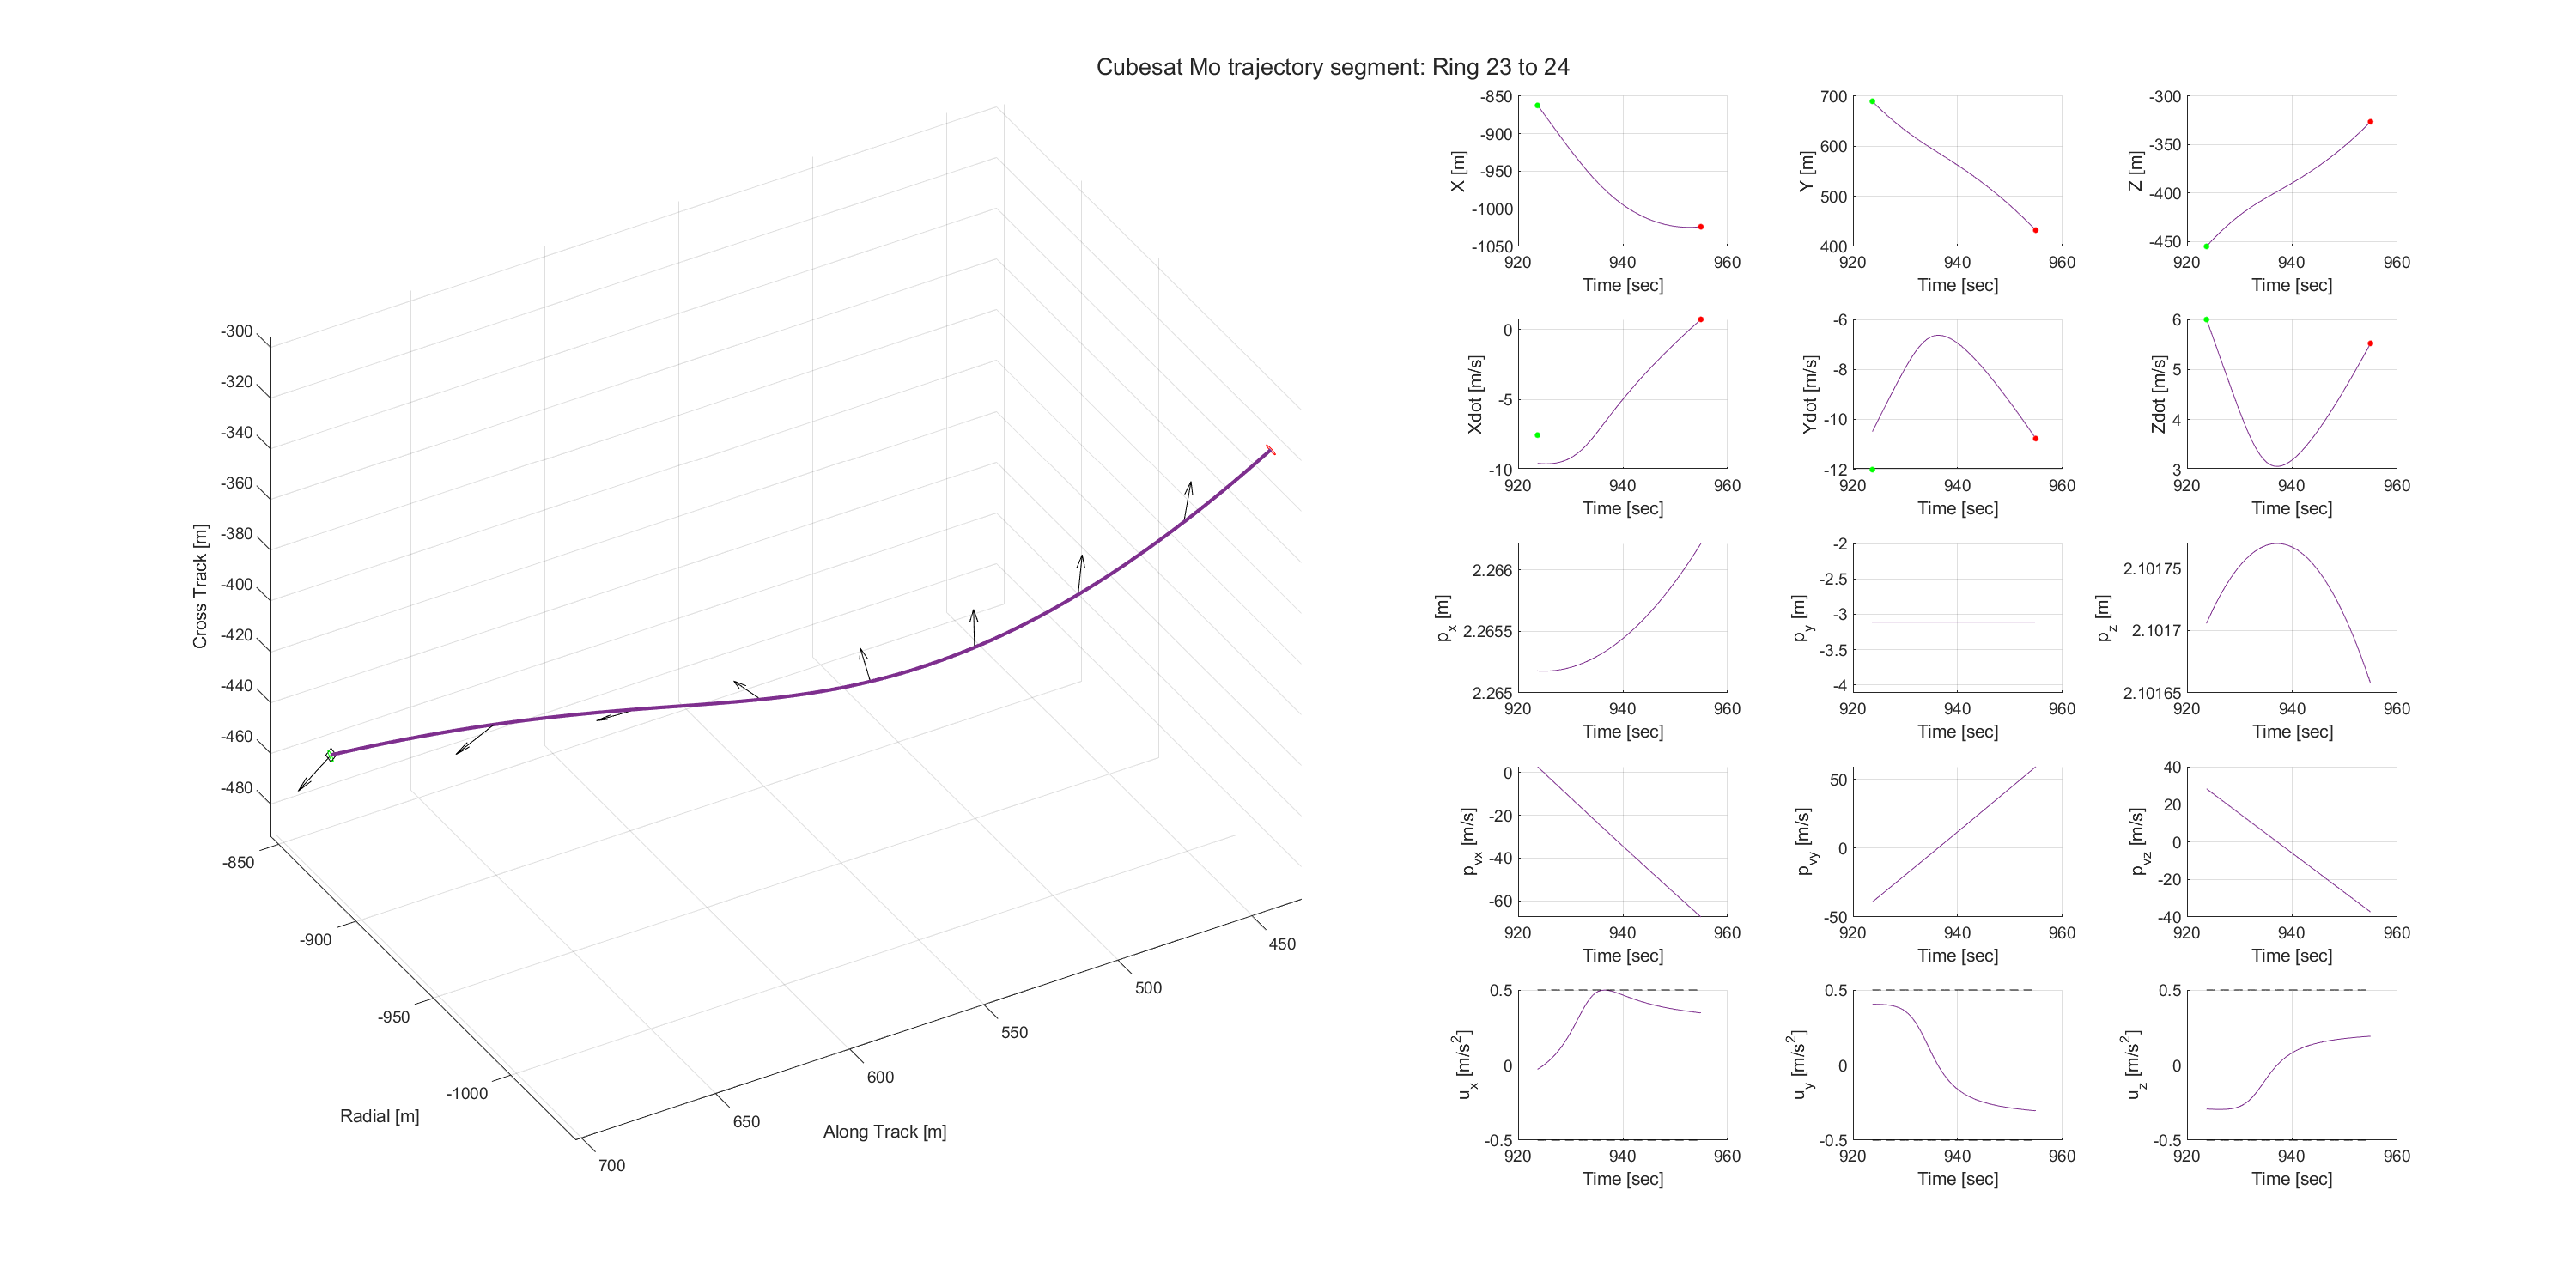 Cubesat Mo trajectory segment: Ring 23 to 24
-300
-320
-340
-360
-380
-400
-420
-440
-460
-480
Cross Track [m]
-850
-900
-950
-1000
Radial [m]
700
650
600
550
500
450
Along Track [m]
-850
-900
-950
-1000
-1050
X [m]
920 940 960
Time [sec]
700
600
500
400
Y [m]
920 940 960
Time [sec]
-300
-350
-400
-450
Z [m]
920 940 960
Time [sec]
0
-5
-10
Xdot [m/s]
920 940 960
Time [sec]
-6
-8
-10
-12
Ydot [m/s]
920 940 960
Time [sec]
6
5
4
3
Zdot [m/s]
920 940 960
Time [sec]
2.266
2.2655
2.265
p_x [m]
920 940 960
Time [sec]
-2
-2.5
-3
-3.5
-4
p_y [m]
920 940 960
Time [sec]
2.10175
2.1017
2.10165
p_z [m]
920 940 960
Time [sec]
0
-20
-40
-60
p_vx [m/s]
920 940 960
Time [sec]
50
0
-50
p_vy [m/s]
920 940 960
Time [sec]
40
20
0
-20
-40
p_vz [m/s]
920 940 960
Time [sec]
0.5
0
-0.5
u_x [m/s²]
920 940 960
Time [sec]
0.5
0
-0.5
u_y [m/s²]
920 940 960
Time [sec]
0.5
0
-0.5
u_z [m/s²]
920 940 960
Time [sec]